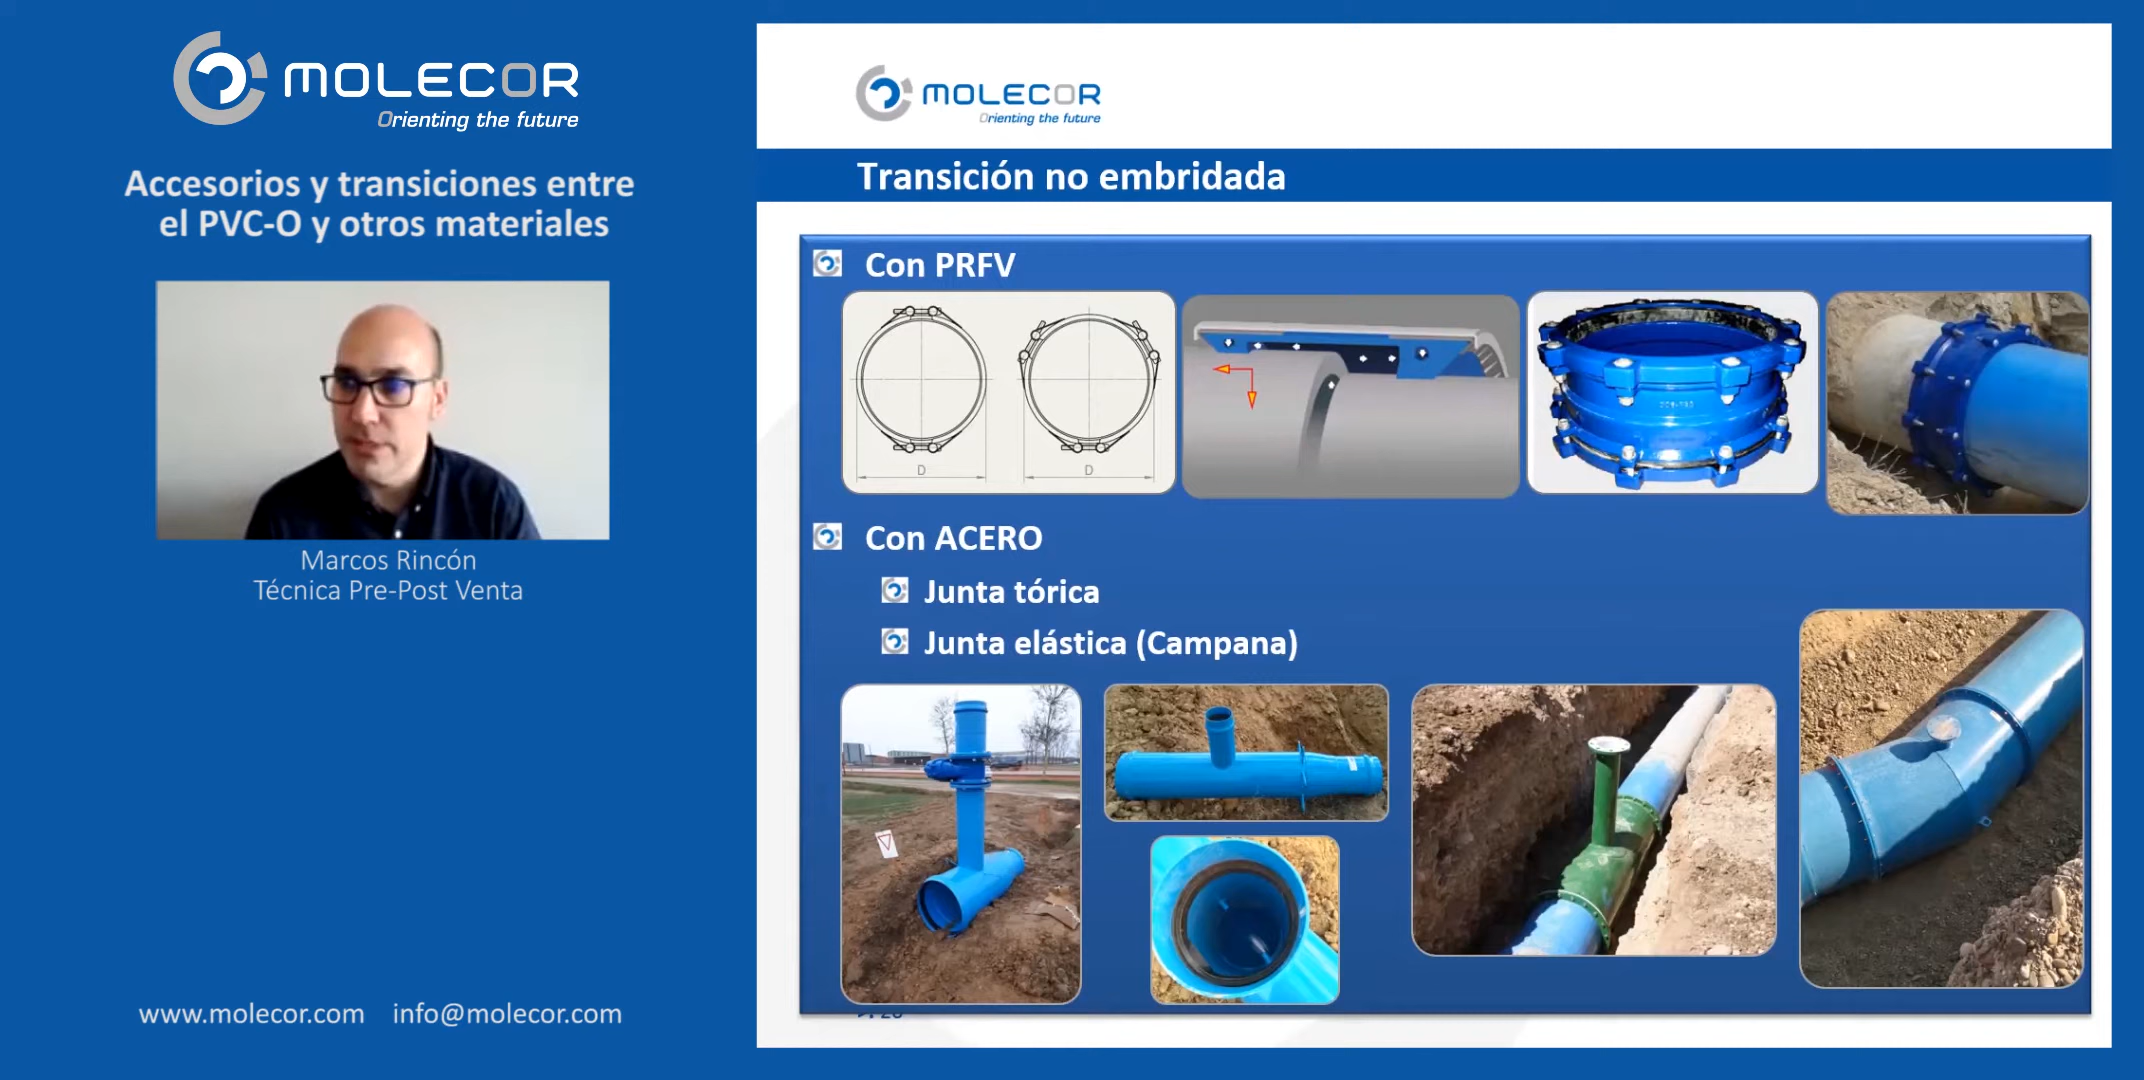 MOLECOR
Orienting the future
Accesorios y transiciones entre
el PVC-O y otros materiales
Marcos Rincón
Técnica Pre-Post Venta
www.molecor.com info@molecor.com
MOLECOR
Orienting the future
Transición no embridada
Con PRFV
D D
Con ACERO
Junta tórica
Junta elástica (Campana)